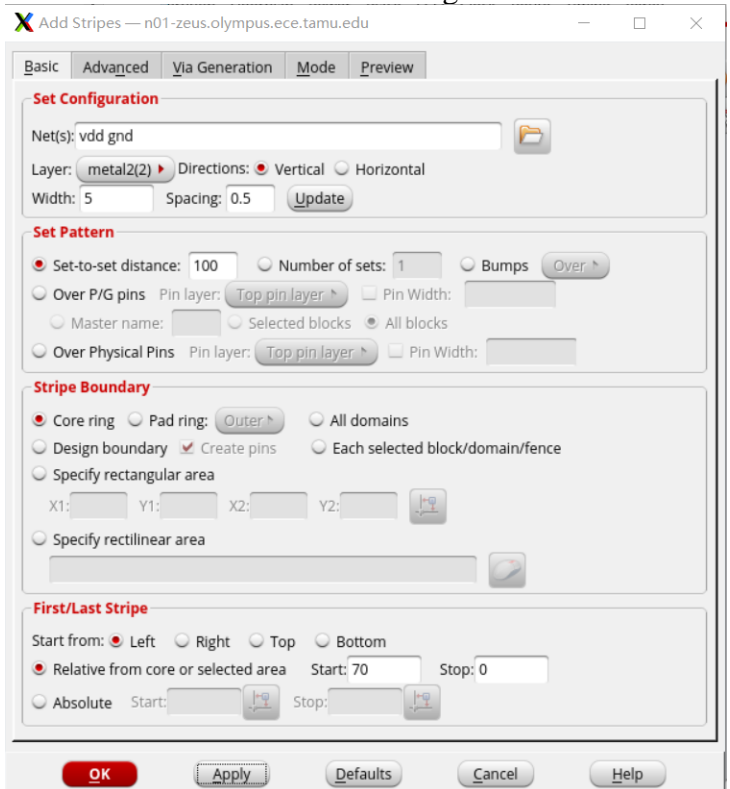 Add Stripes — n01-zeus.olympus.ece.tamu.edu
Basic Advanced Via Generation Mode Preview
Set Configuration
Net(s): vdd gnd
Layer: metal2(2) Directions: Vertical Horizontal
Width: 5 Spacing: 0.5 Update
Set Pattern
Set-to-set distance: 100 Number of sets: 1 Bumps Over
Over P/G pins Pin layer: Top pin layer Pin Width:
Master name: Selected blocks All blocks
Over Physical Pins Pin layer: Top pin layer Pin Width:
Stripe Boundary
Core ring Pad ring: Outer All domains
Design boundary Create pins Each selected block/domain/fence
Specify rectangular area
X1: Y1: X2: Y2:
Specify rectilinear area
First/Last Stripe
Start from: Left Right Top Bottom
Relative from core or selected area Start: 70 Stop: 0
Absolute Start: Stop:
OK Apply Defaults Cancel Help